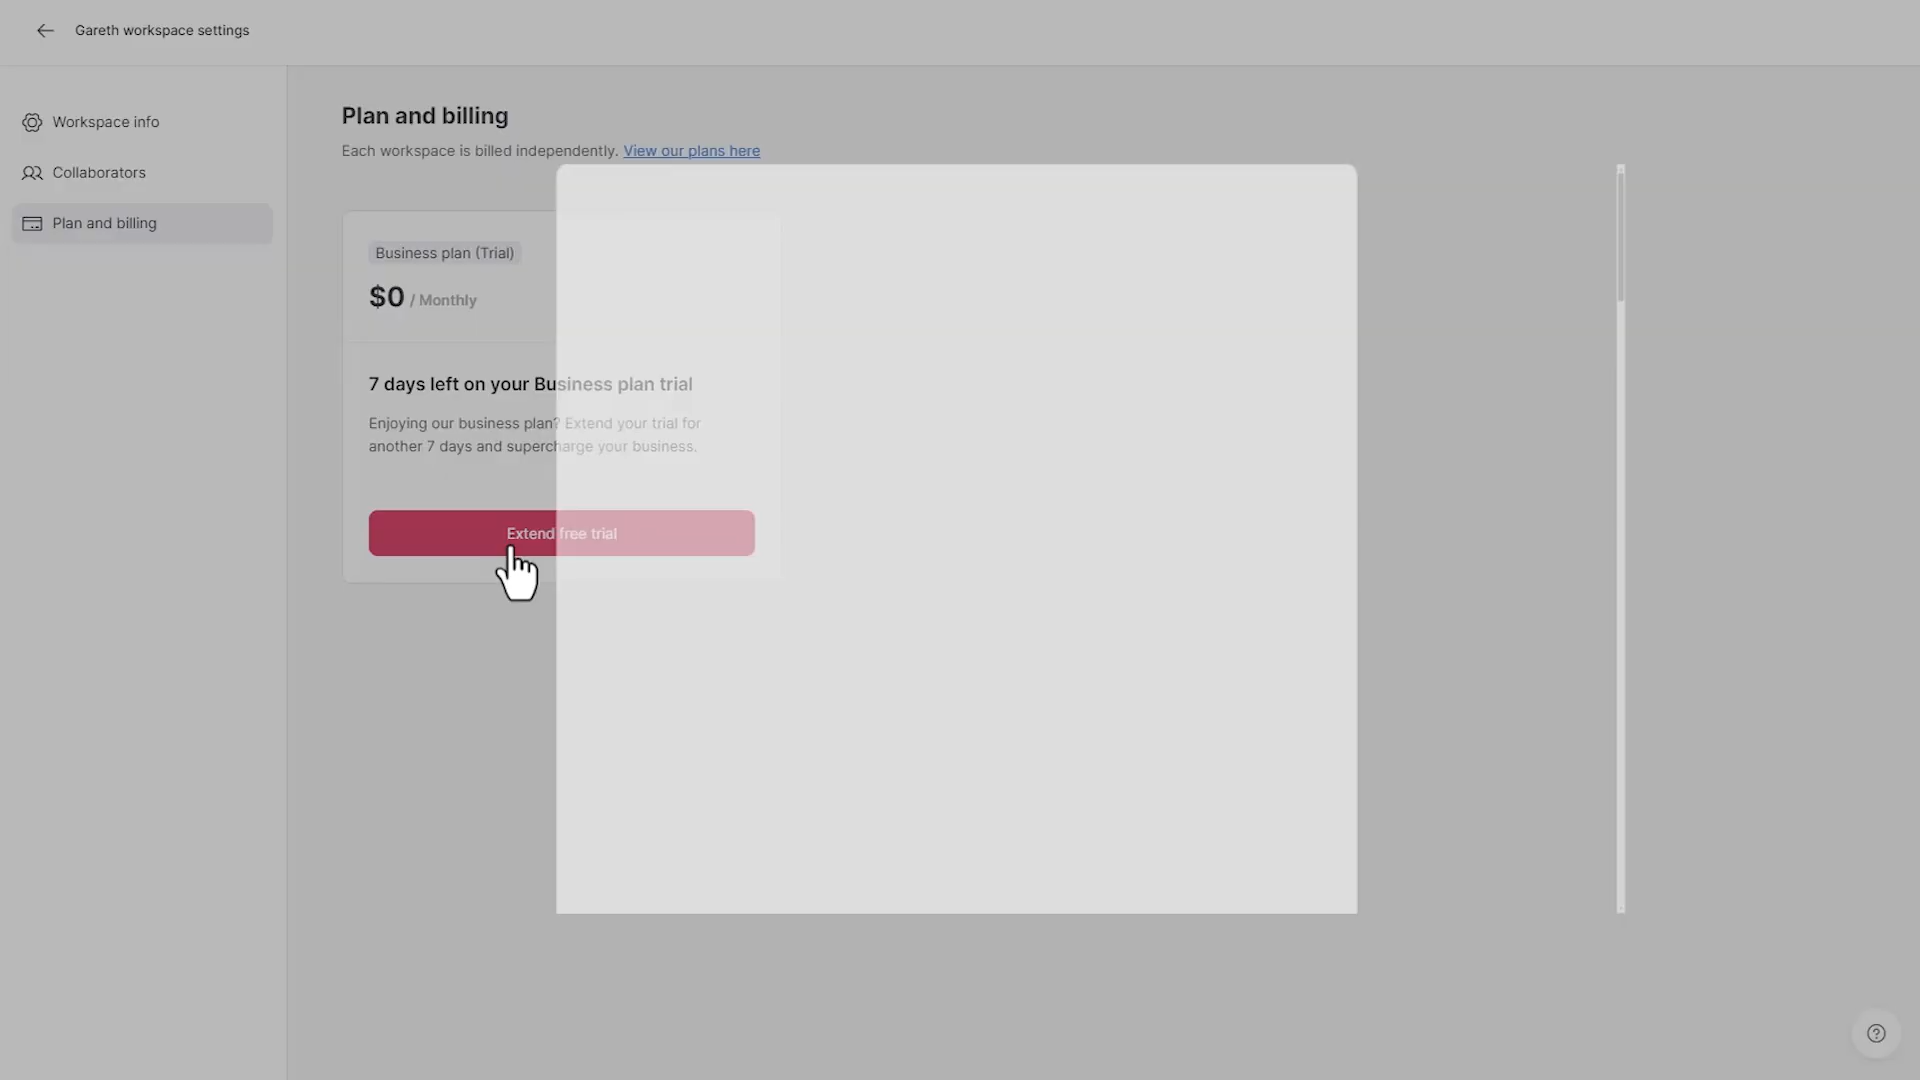 Gareth workspace settings
Workspace info
Collaborators
Plan and billing
Plan and billing
Each workspace is billed independently. View our plans here
Business plan (Trial)
$0 / Monthly
7 days left on your Business plan trial
Enjoying our business plan? Extend your trial for
another 7 days and supercharge your business.
Extend free trial